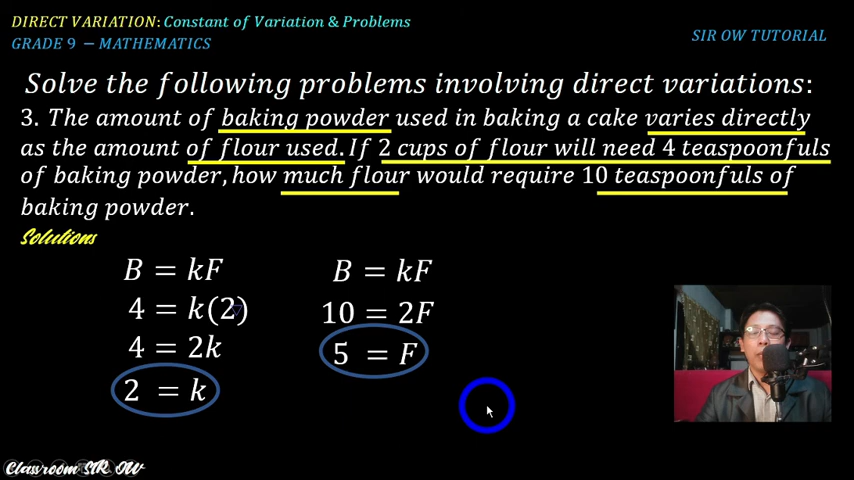 DIRECT VARIATION: Constant of Variation & Problems
GRADE 9 – MATHEMATICS
SIR OW TUTORIAL
Solve the following problems involving direct variations:
3. The amount of baking powder used in baking a cake varies directly
as the amount of flour used. If 2 cups of flour will need 4 teaspoonfuls
of baking powder, how much flour would require 10 teaspoonfuls of
baking powder.
Solutions
B = kF
4 = k(2)
4 = 2k
2 = k
B = kF
10 = 2F
5 = F
Classroom SIR OW